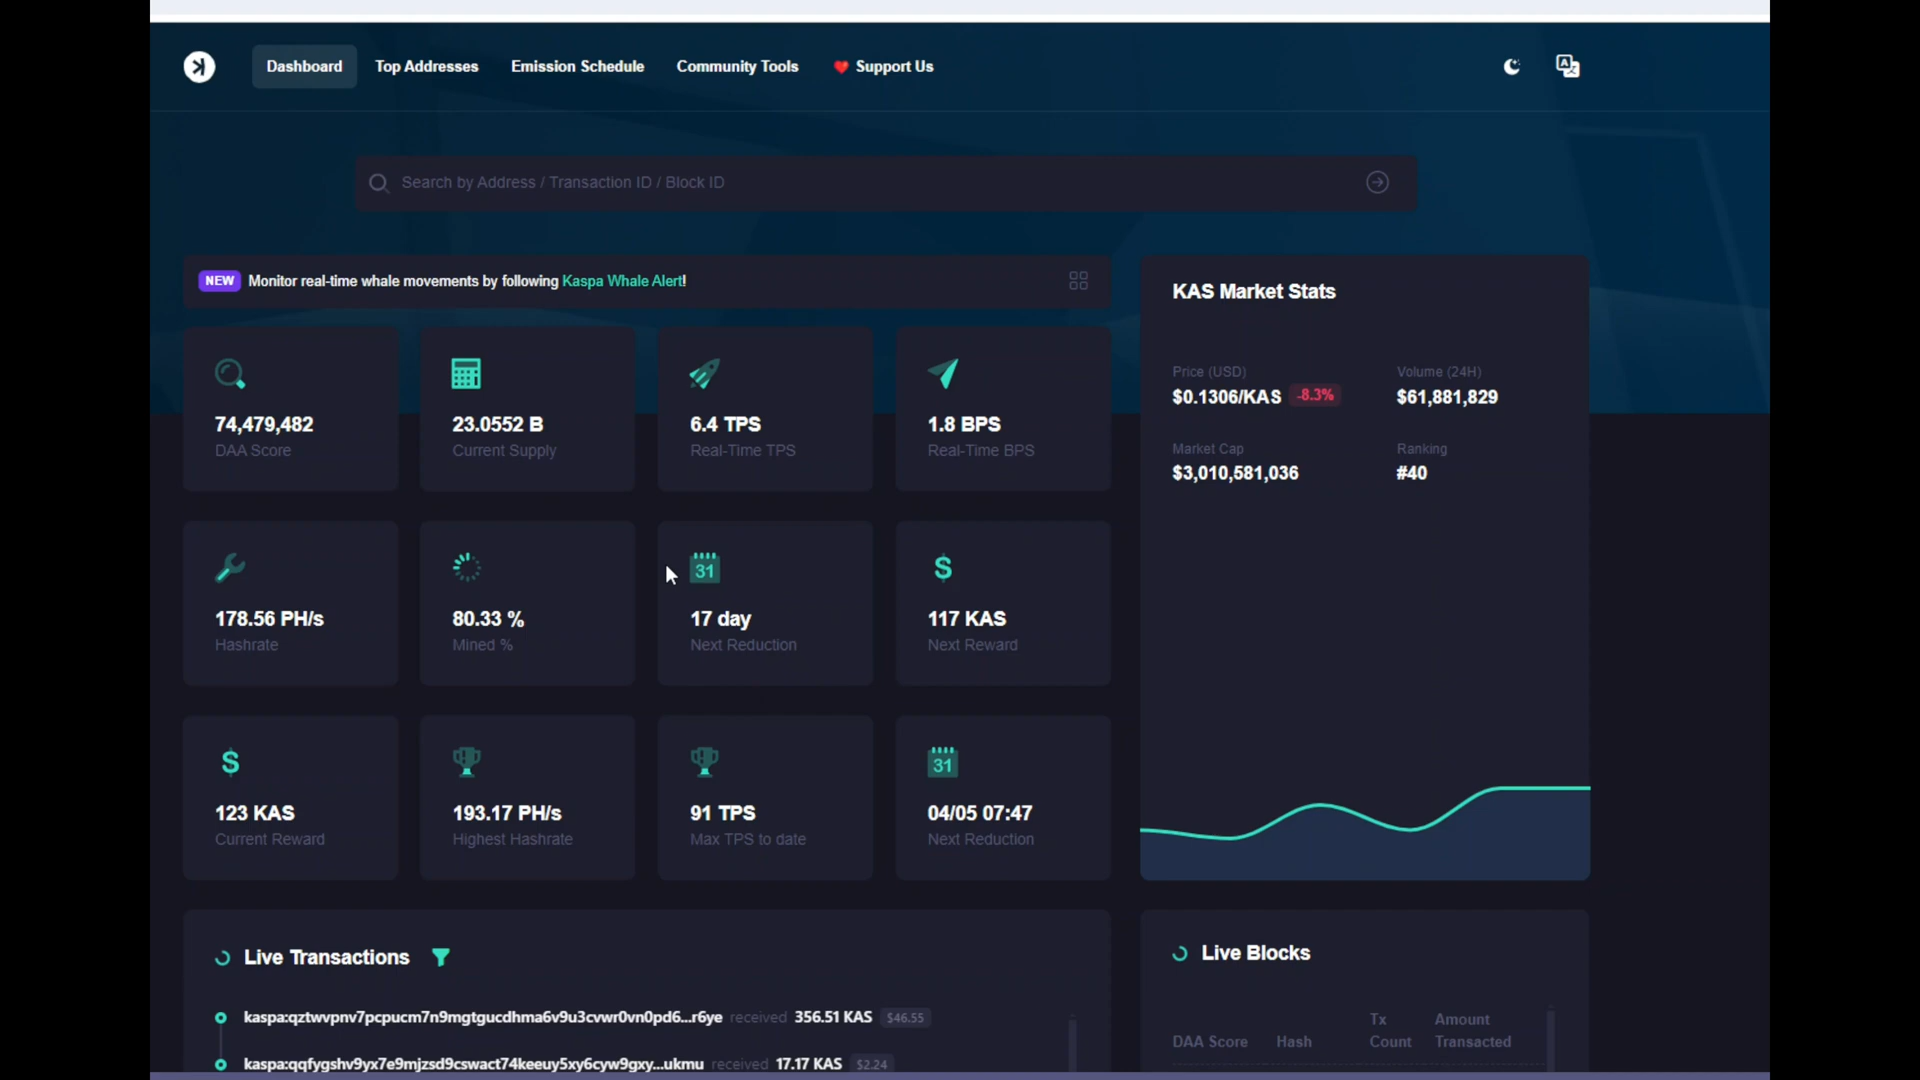 Dashboard Top Addresses Emission Schedule Community Tools Support Us
Search by Address / Transaction ID / Block ID
NEW Monitor real-time whale movements by following Kaspa Whale Alert!
74,479,482
DAA Score
23.0552 B
Current Supply
6.4 TPS
Real-Time TPS
1.8 BPS
Real-Time BPS
178.56 PH/s
Hashrate
80.33 %
Mined %
31
17 day
Next Reduction
117 KAS
Next Reward
123 KAS
Current Reward
193.17 PH/s
Highest Hashrate
91 TPS
Max TPS to date
31
04/05 07:47
Next Reduction
KAS Market Stats
Price (USD)
$0.1306/KAS -8.3%
Volume (24H)
$61,881,829
Market Cap
$3,010,581,036
Ranking
#40
Live Transactions
kaspa:qztwvpnv7pcpucm7n9mgtgucdhma6v9u3cvwr0vn0pd6...r6ye received 356.51 KAS $46.55
kaspa:qqfygshv9yx7e9mjzsd9cswact74keeuy5xy6cyw9gxy...ukmu received 17.17 KAS $2.24
Live Blocks
DAA Score Hash Tx Count Amount Transacted